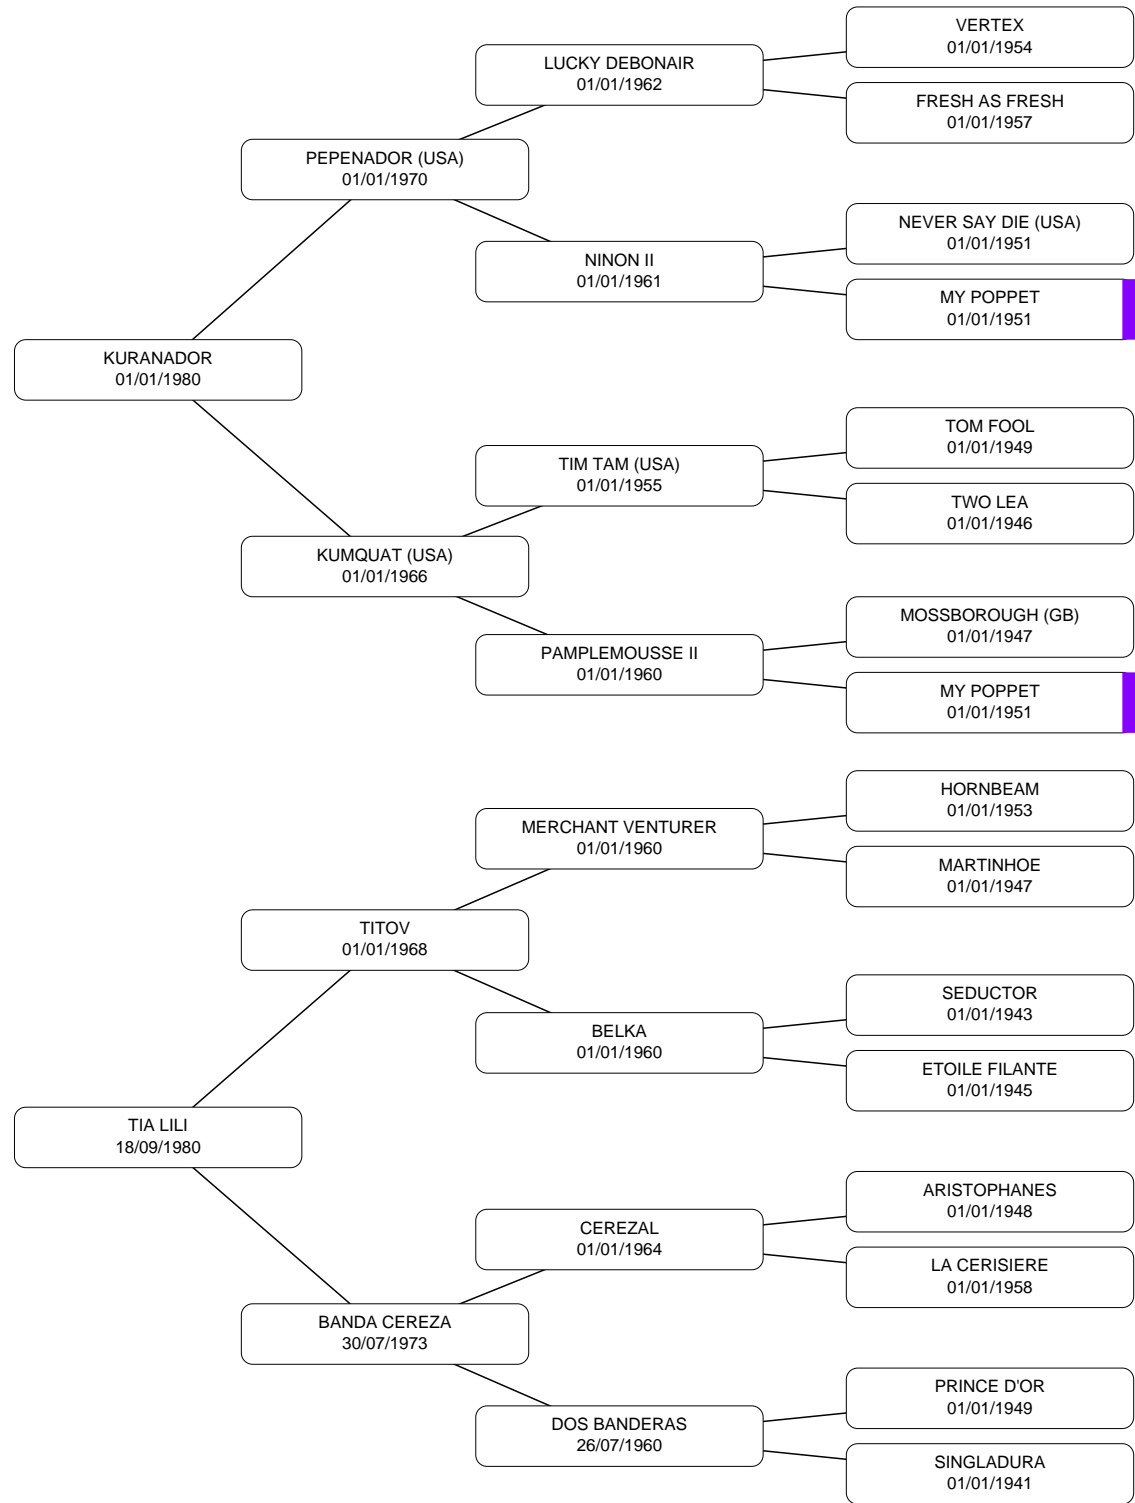 VERTEX
01/01/1954
LUCKY DEBONAIR
01/01/1962
FRESH AS FRESH
01/01/1957
PEPENADOR (USA)
01/01/1970
NEVER SAY DIE (USA)
01/01/1951
NINON II
01/01/1961
MY POPPET
01/01/1951
KURANADOR
01/01/1980
TOM FOOL
01/01/1949
TIM TAM (USA)
01/01/1955
TWO LEA
01/01/1946
KUMQUAT (USA)
01/01/1966
MOSSBOROUGH (GB)
01/01/1947
PAMPLEMOUSSE II
01/01/1960
MY POPPET
01/01/1951
HORNBEAM
01/01/1953
MERCHANT VENTURER
01/01/1960
MARTINHOE
01/01/1947
TITOV
01/01/1968
SEDUCTOR
01/01/1943
BELKA
01/01/1960
ETOILE FILANTE
01/01/1945
TIA LILI
18/09/1980
ARISTOPHANES
01/01/1948
CEREZAL
01/01/1964
LA CERISIERE
01/01/1958
BANDA CEREZA
30/07/1973
PRINCE D'OR
01/01/1949
DOS BANDERAS
26/07/1960
SINGLADURA
01/01/1941